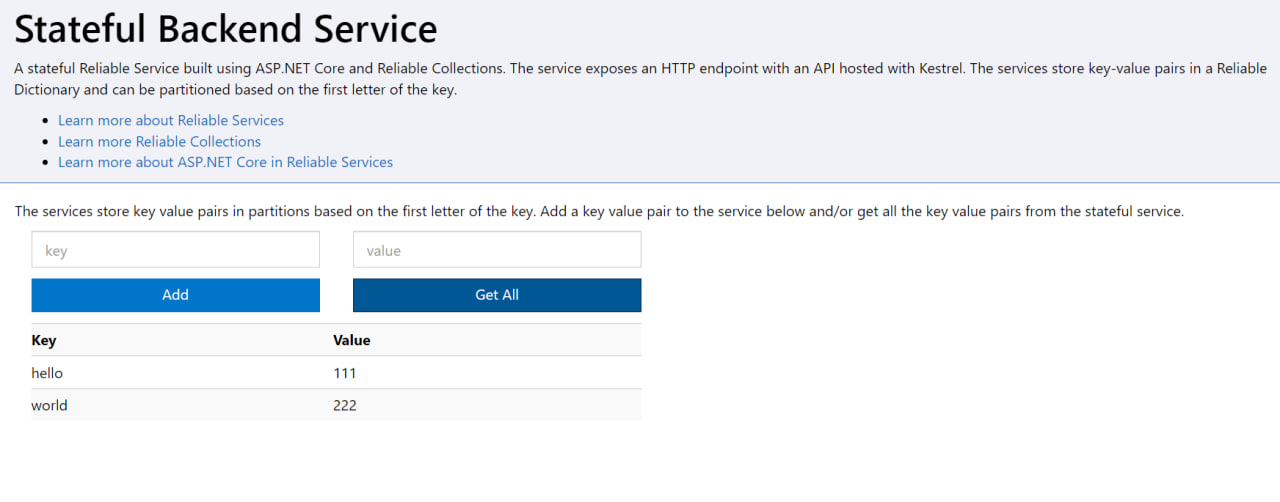 Stateful Backend Service
A stateful Reliable Service built using ASP.NET Core and Reliable Collections. The service exposes an HTTP endpoint with an API hosted with Kestrel. The services store key-value pairs in a Reliable
Dictionary and can be partitioned based on the first letter of the key.
Learn more about Reliable Services
Learn more Reliable Collections
Learn more about ASP.NET Core in Reliable Services
The services store key value pairs in partitions based on the first letter of the key. Add a key value pair to the service below and/or get all the key value pairs from the stateful service.
key value
Add Get All
Key Value
hello 111
world 222